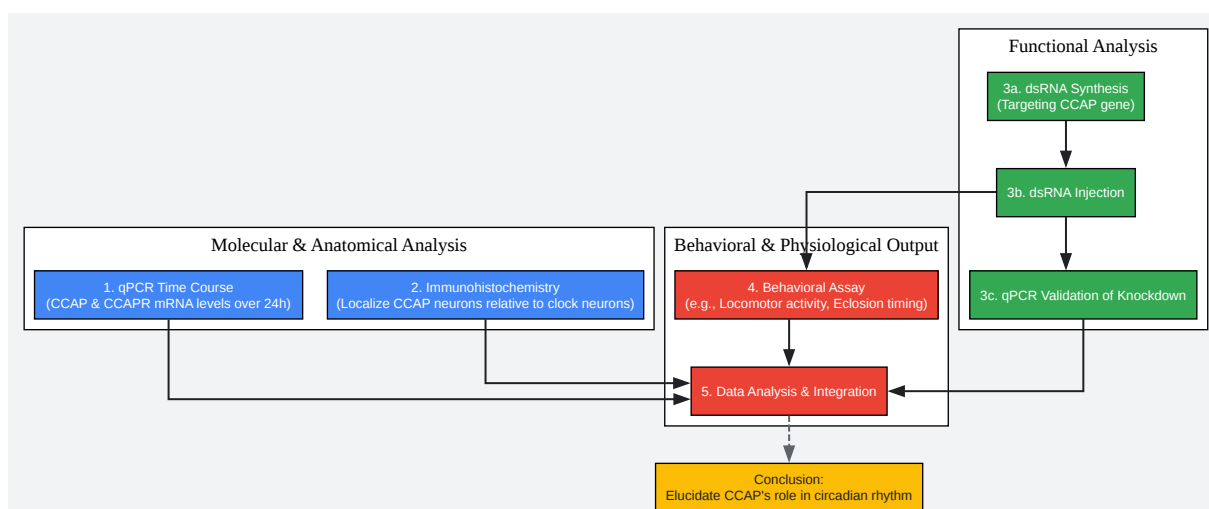 Functional Analysis
3a. dsRNA Synthesis
(Targeting CCAP gene)
3b. dsRNA Injection
3c. qPCR Validation of Knockdown
Molecular & Anatomical Analysis
1. qPCR Time Course
(CCAP & CCAPR mRNA levels over 24h)
2. Immunohistochemistry
(Localize CCAP neurons relative to clock neurons)
Behavioral & Physiological Output
4. Behavioral Assay
(e.g., Locomotor activity, Eclosion timing)
5. Data Analysis & Integration
Conclusion:
Elucidate CCAP's role in circadian rhythm